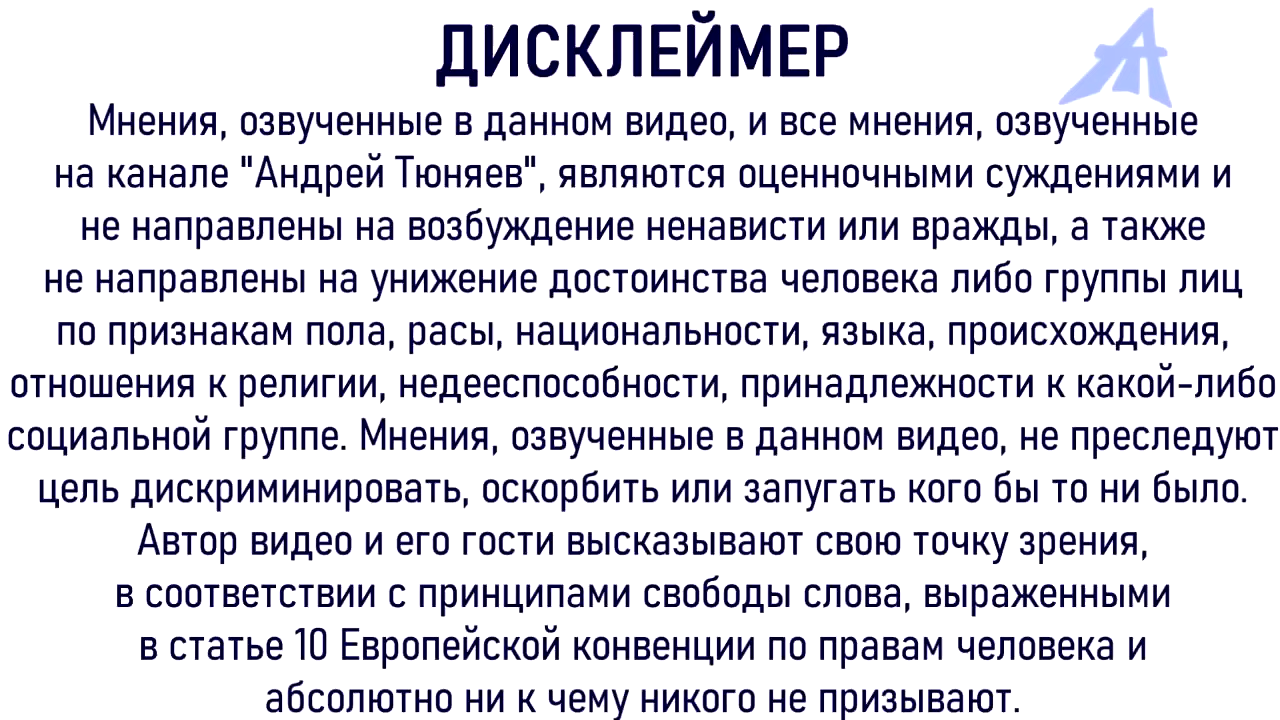 ДИСКЛЕЙМЕР
Мнения, озвученные в данном видео, и все мнения, озвученные
на канале "Андрей Тюняев", являются оценночными суждениями и
не направлены на возбуждение ненависти или вражды, а также
не направлены на унижение достоинства человека либо группы лиц
по признакам пола, расы, национальности, языка, происхождения,
отношения к религии, недееспособности, принадлежности к какой-либо
социальной группе. Мнения, озвученные в данном видео, не преследуют
цель дискриминировать, оскорбить или запугать кого бы то ни было.
Автор видео и его гости высказывают свою точку зрения,
в соответствии с принципами свободы слова, выраженными
в статье 10 Европейской конвенции по правам человека и
абсолютно ни к чему никого не призывают.